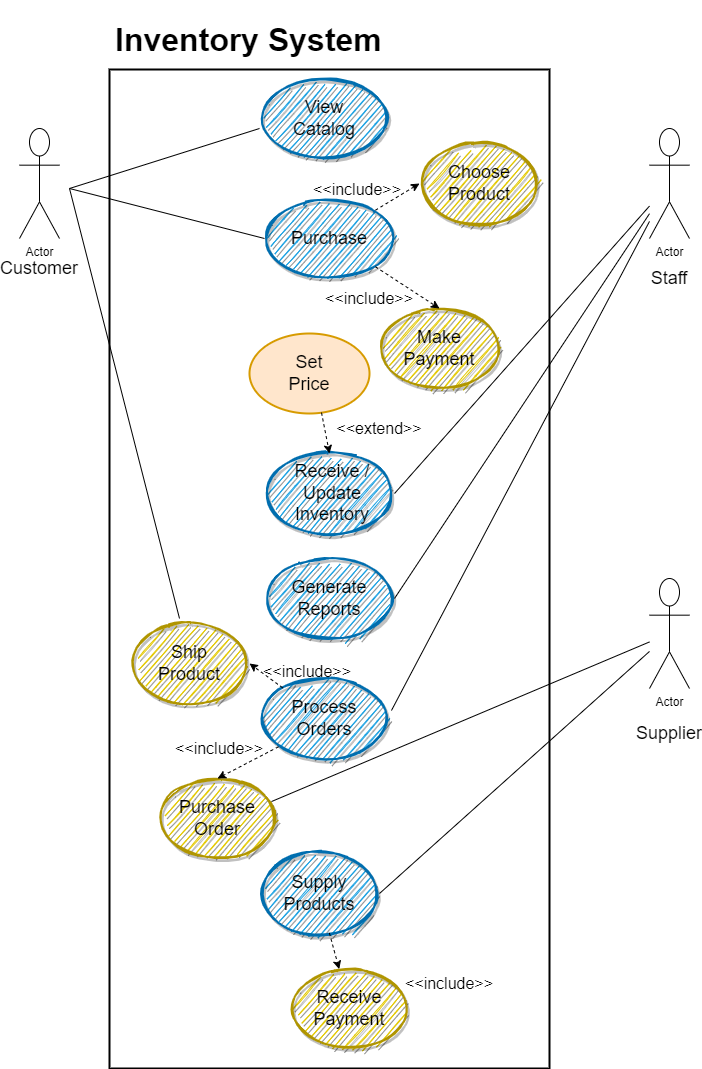 Inventory System
View
Catalog
Choose
Product
<<include>>
Purchase
Actor
Customer
Actor
Staff
<<include>>
Make
Payment
Set
Price
<<extend>>
Receive /
Update
Inventory
Generate
Reports
Ship
Product
<<include>>
Process
Orders
Actor
Supplier
<<include>>
Purchase
Order
Supply
Products
<<include>>
Receive
Payment